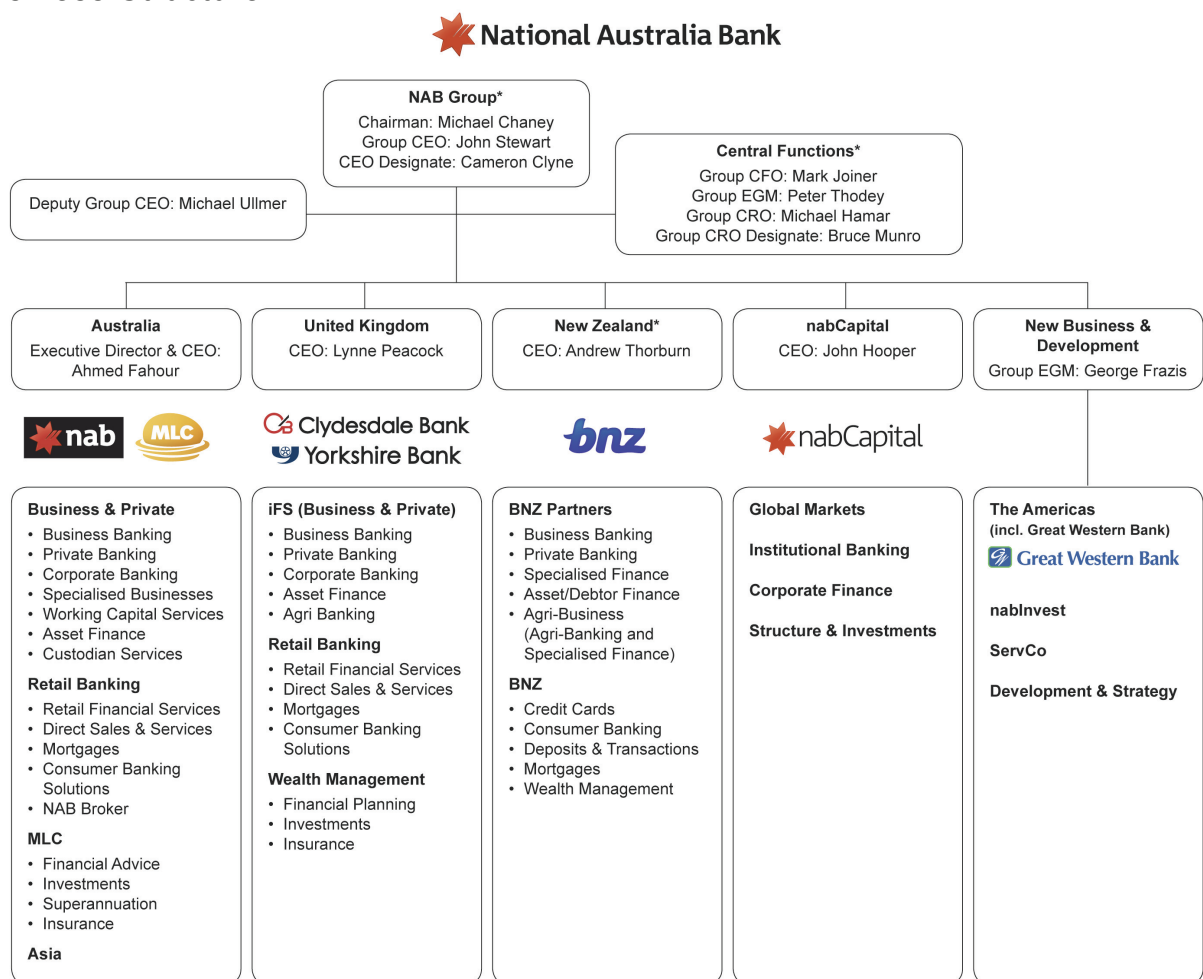 National Australia Bank
NAB Group*
Chairman: Michael Chaney
Group CEO: John Stewart
CEO Designate: Cameron Clyne
Central Functions*
Group CFO: Mark Joiner
Group EGM: Peter Thodey
Group CRO: Michael Hamar
Group CRO Designate: Bruce Munro
Deputy Group CEO: Michael Ullmer
Australia
Executive Director & CEO:
Ahmed Fahour
United Kingdom
CEO: Lynne Peacock
New Zealand*
CEO: Andrew Thorburn
nabCapital
CEO: John Hooper
New Business &
Development
Group EGM: George Frazis
nab
MLC
CB Clydesdale Bank
Yorkshire Bank
bnz
nabCapital
Business & Private
• Business Banking
• Private Banking
• Corporate Banking
• Specialised Businesses
• Working Capital Services
• Asset Finance
• Custodian Services
Retail Banking
• Retail Financial Services
• Direct Sales & Services
• Mortgages
• Consumer Banking
Solutions
• NAB Broker
MLC
• Financial Advice
• Investments
• Superannuation
• Insurance
Asia
iFS (Business & Private)
• Business Banking
• Private Banking
• Corporate Banking
• Asset Finance
• Agri Banking
Retail Banking
• Retail Financial Services
• Direct Sales & Services
• Mortgages
• Consumer Banking
Solutions
Wealth Management
• Financial Planning
• Investments
• Insurance
BNZ Partners
• Business Banking
• Private Banking
• Specialised Finance
• Asset/Debtor Finance
• Agri-Business
(Agri-Banking and
Specialised Finance)
BNZ
• Credit Cards
• Consumer Banking
• Deposits & Transactions
• Mortgages
• Wealth Management
Global Markets
Institutional Banking
Corporate Finance
Structure & Investments
The Americas
(incl. Great Western Bank)
GW Great Western Bank
nabInvest
ServCo
Development & Strategy